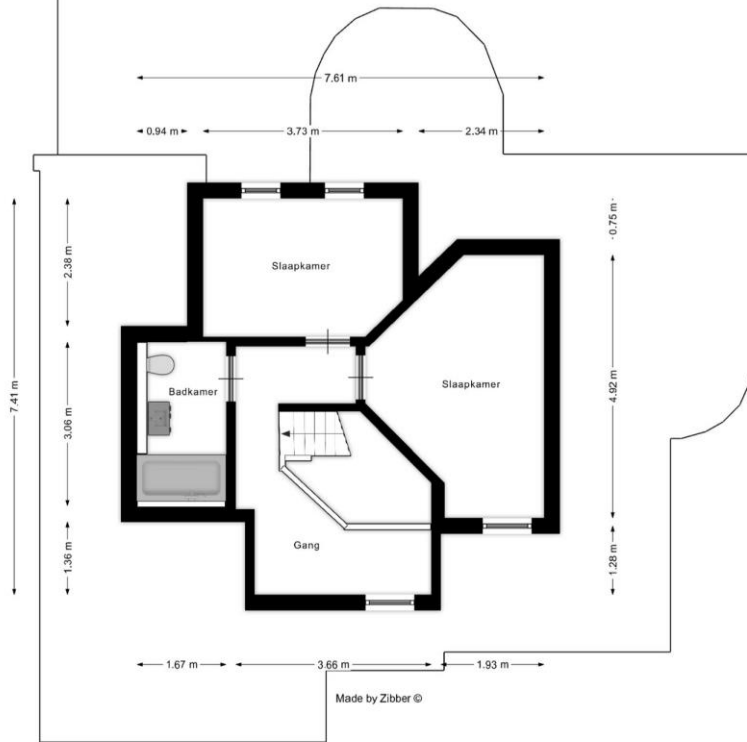 7.61 m
0.94 m
3.73 m
2.34 m
7.41 m
2.38 m
3.06 m
1.36 m
0.75 m
4.92 m
1.28 m
Slaapkamer
Badkamer
Slaapkamer
Gang
1.67 m
3.66 m
1.93 m
Made by Zibber ©